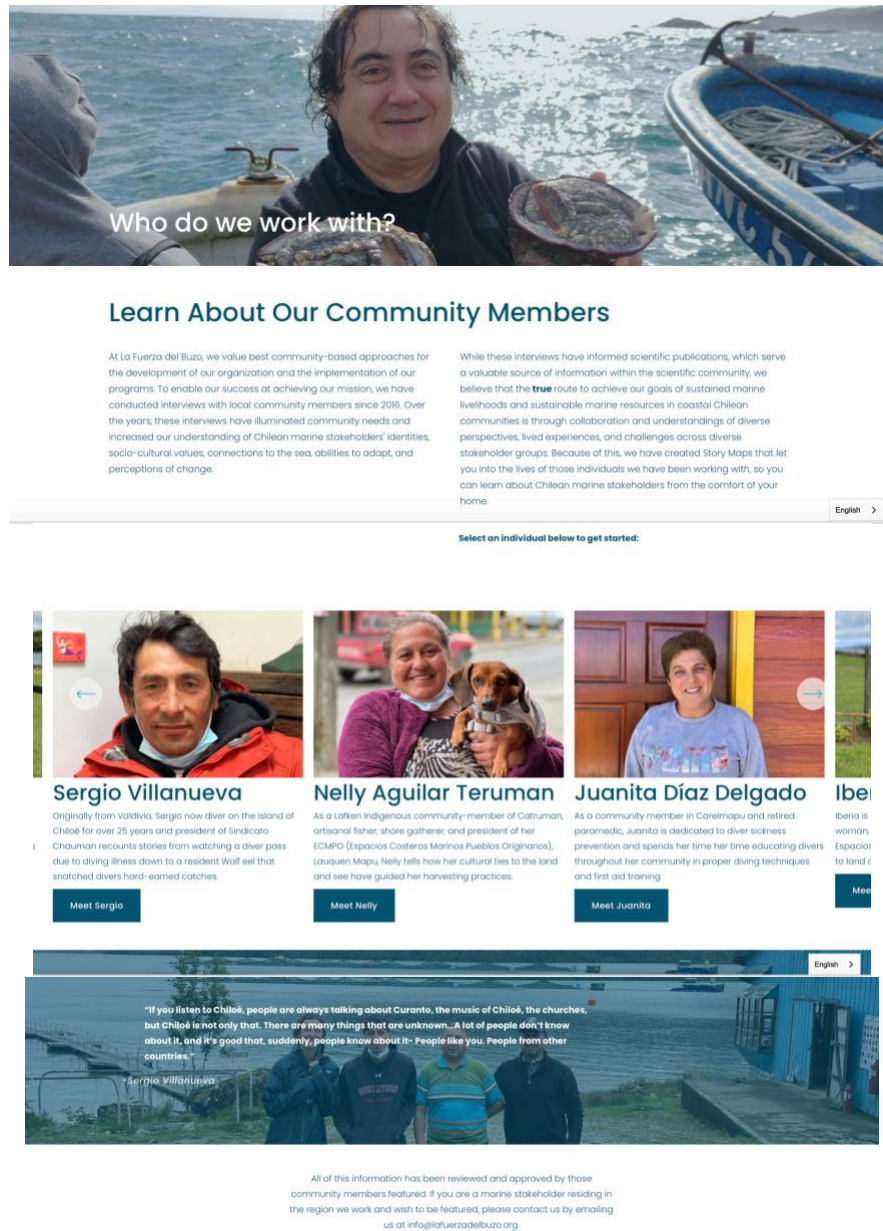 Who do we work with?
Learn About Our Community Members
At La Fuerza del Buzo, we value best community-based approaches for
the development of our organization and the implementation of our
programs. To enable our success at achieving our mission, we have
conducted interviews with local community members since 2016. Over
the years, these interviews have illuminated community needs and
increased our understanding of Chilean marine stakeholders' identities,
socio-cultural values, connections to the sea, abilities to adapt, and
perceptions of change.
While these interviews have informed scientific publications, which serve
a valuable source of information within the scientific community, we
believe that the true route to achieve our goals of sustained marine
livelihoods and sustainable marine resources in coastal Chilean
communities is through collaboration and understandings of diverse
perspectives, lived experiences, and challenges across diverse
stakeholder groups. Because of this, we have created Story Maps that let
you into the lives of those individuals we have been working with, so you
can learn about Chilean marine stakeholders from the comfort of your
home.
English
Select an individual below to get started:
Sergio Villanueva
Originally from Valdivia, Sergio now diver on the island of
Chiloé for over 25 years and president of Sindicato
Chauman recounts stories from watching a diver pass
due to diving illness down to a resident Wolf eel that
snatched divers hard-earned catches.
Meet Sergio
Nelly Aguilar Teruman
As a Lafken Indigenous community-member of Catruman,
artisanal fisher, shore gatherer, and president of her
ECMPO (Espacios Costeros Marinos Pueblos Originarios),
Lauquen Mapu, Nelly tells how her cultural ties to the land
and see have guided her harvesting practices.
Meet Nelly
Juanita Díaz Delgado
As a community member in Carelmapu and retired
paramedic, Juanita is dedicated to diver sickness
prevention and spends her time her time educating divers
throughout her community in proper diving techniques
and first aid training.
Meet Juanita
Iberia is
woman,
Espacios
to land
Mee
English
"If you listen to Chiloé, people are always talking about Curanto, the music of Chiloé, the churches,
but Chiloé is not only that. There are many things that are unknown...A lot of people don't know
about it, and it's good that, suddenly, people know about it- People like you. People from other
countries."
-Sergio Villanueva
All of this information has been reviewed and approved by those
community members featured. If you are a marine stakeholder residing in
the region we work and wish to be featured, please contact us by emailing
us at info@lafuerzadelbuzo.org.